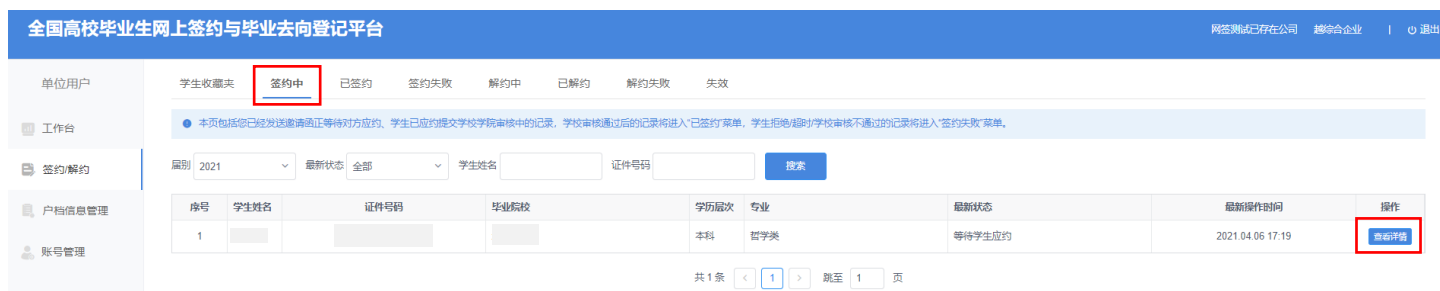 全国高校毕业生网上签约与毕业去向登记平台
网签测试已存在公司 越综合企业 | 退出
单位用户
学生收藏夹 签约中 已签约 签约失败 解约中 已解约 解约失败 失效
工作台
本页包括您已经发送邀请函正等待对方应约、学生已应约提交学校学院审核中的记录，学校审核通过后的记录将进入“已签约”菜单，学生拒绝/超时/学校审核不通过的记录将进入“签约失败”菜单。
签约/解约
届别 2021 最新状态 全部 学生姓名 证件号码 搜索
户档信息管理
序号 学生姓名 证件号码 毕业院校 学历层次 专业 最新状态 最新操作时间 操作
1 本科 哲学类 等待学生应约 2021.04.06 17:19 查看详情
账号管理
共 1 条 < 1 > 跳至 1 页